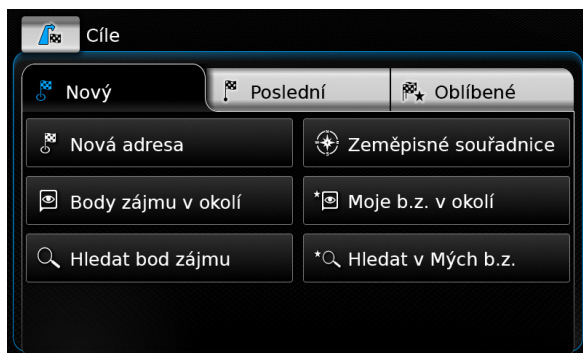 Cíle
Nový
Poslední
Oblíbené
Nová adresa
Zeměpisné souřadnice
Body zájmu v okolí
Moje b.z. v okolí
Hledat bod zájmu
Hledat v Mých b.z.